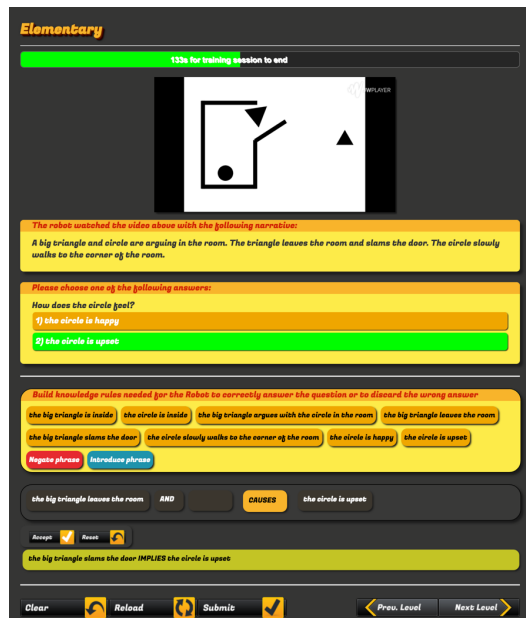 Elementary
133s for training session to end
IWPLAYER
The robot watched the video above with the following narrative:
A big triangle and circle are arguing in the room. The triangle leaves the room and slams the door. The circle slowly
walks to the corner of the room.
Please choose one of the following answers:
How does the circle feel?
1) the circle is happy
2) the circle is upset
Build knowledge rules needed for the Robot to correctly answer the question or to discard the wrong answer
the big triangle is inside the circle is inside the big triangle argues with the circle in the room the big triangle leaves the room
the big triangle slams the door the circle slowly walks to the corner of the room the circle is happy the circle is upset
Negate phrase Introduce phrase
the big triangle leaves the room AND CAUSES the circle is upset
Accept Reset
the big triangle slams the door IMPLIES the circle is upset
Clear Reload Submit Prev. Level Next Level